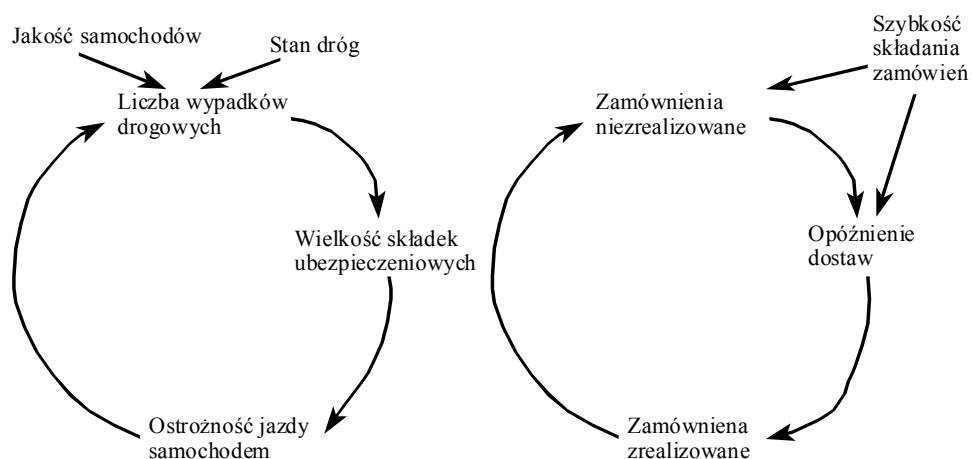 Jakość samochodów
Stan dróg
Liczba wypadków
drogowych
Wielkość składek
ubezpieczeniowych
Ostrożność jazdy
samochodem
Szybkość
składania
zamówień
Zamównienia
niezrealizowane
Opóźnienie
dostaw
Zamówniena
zrealizowane